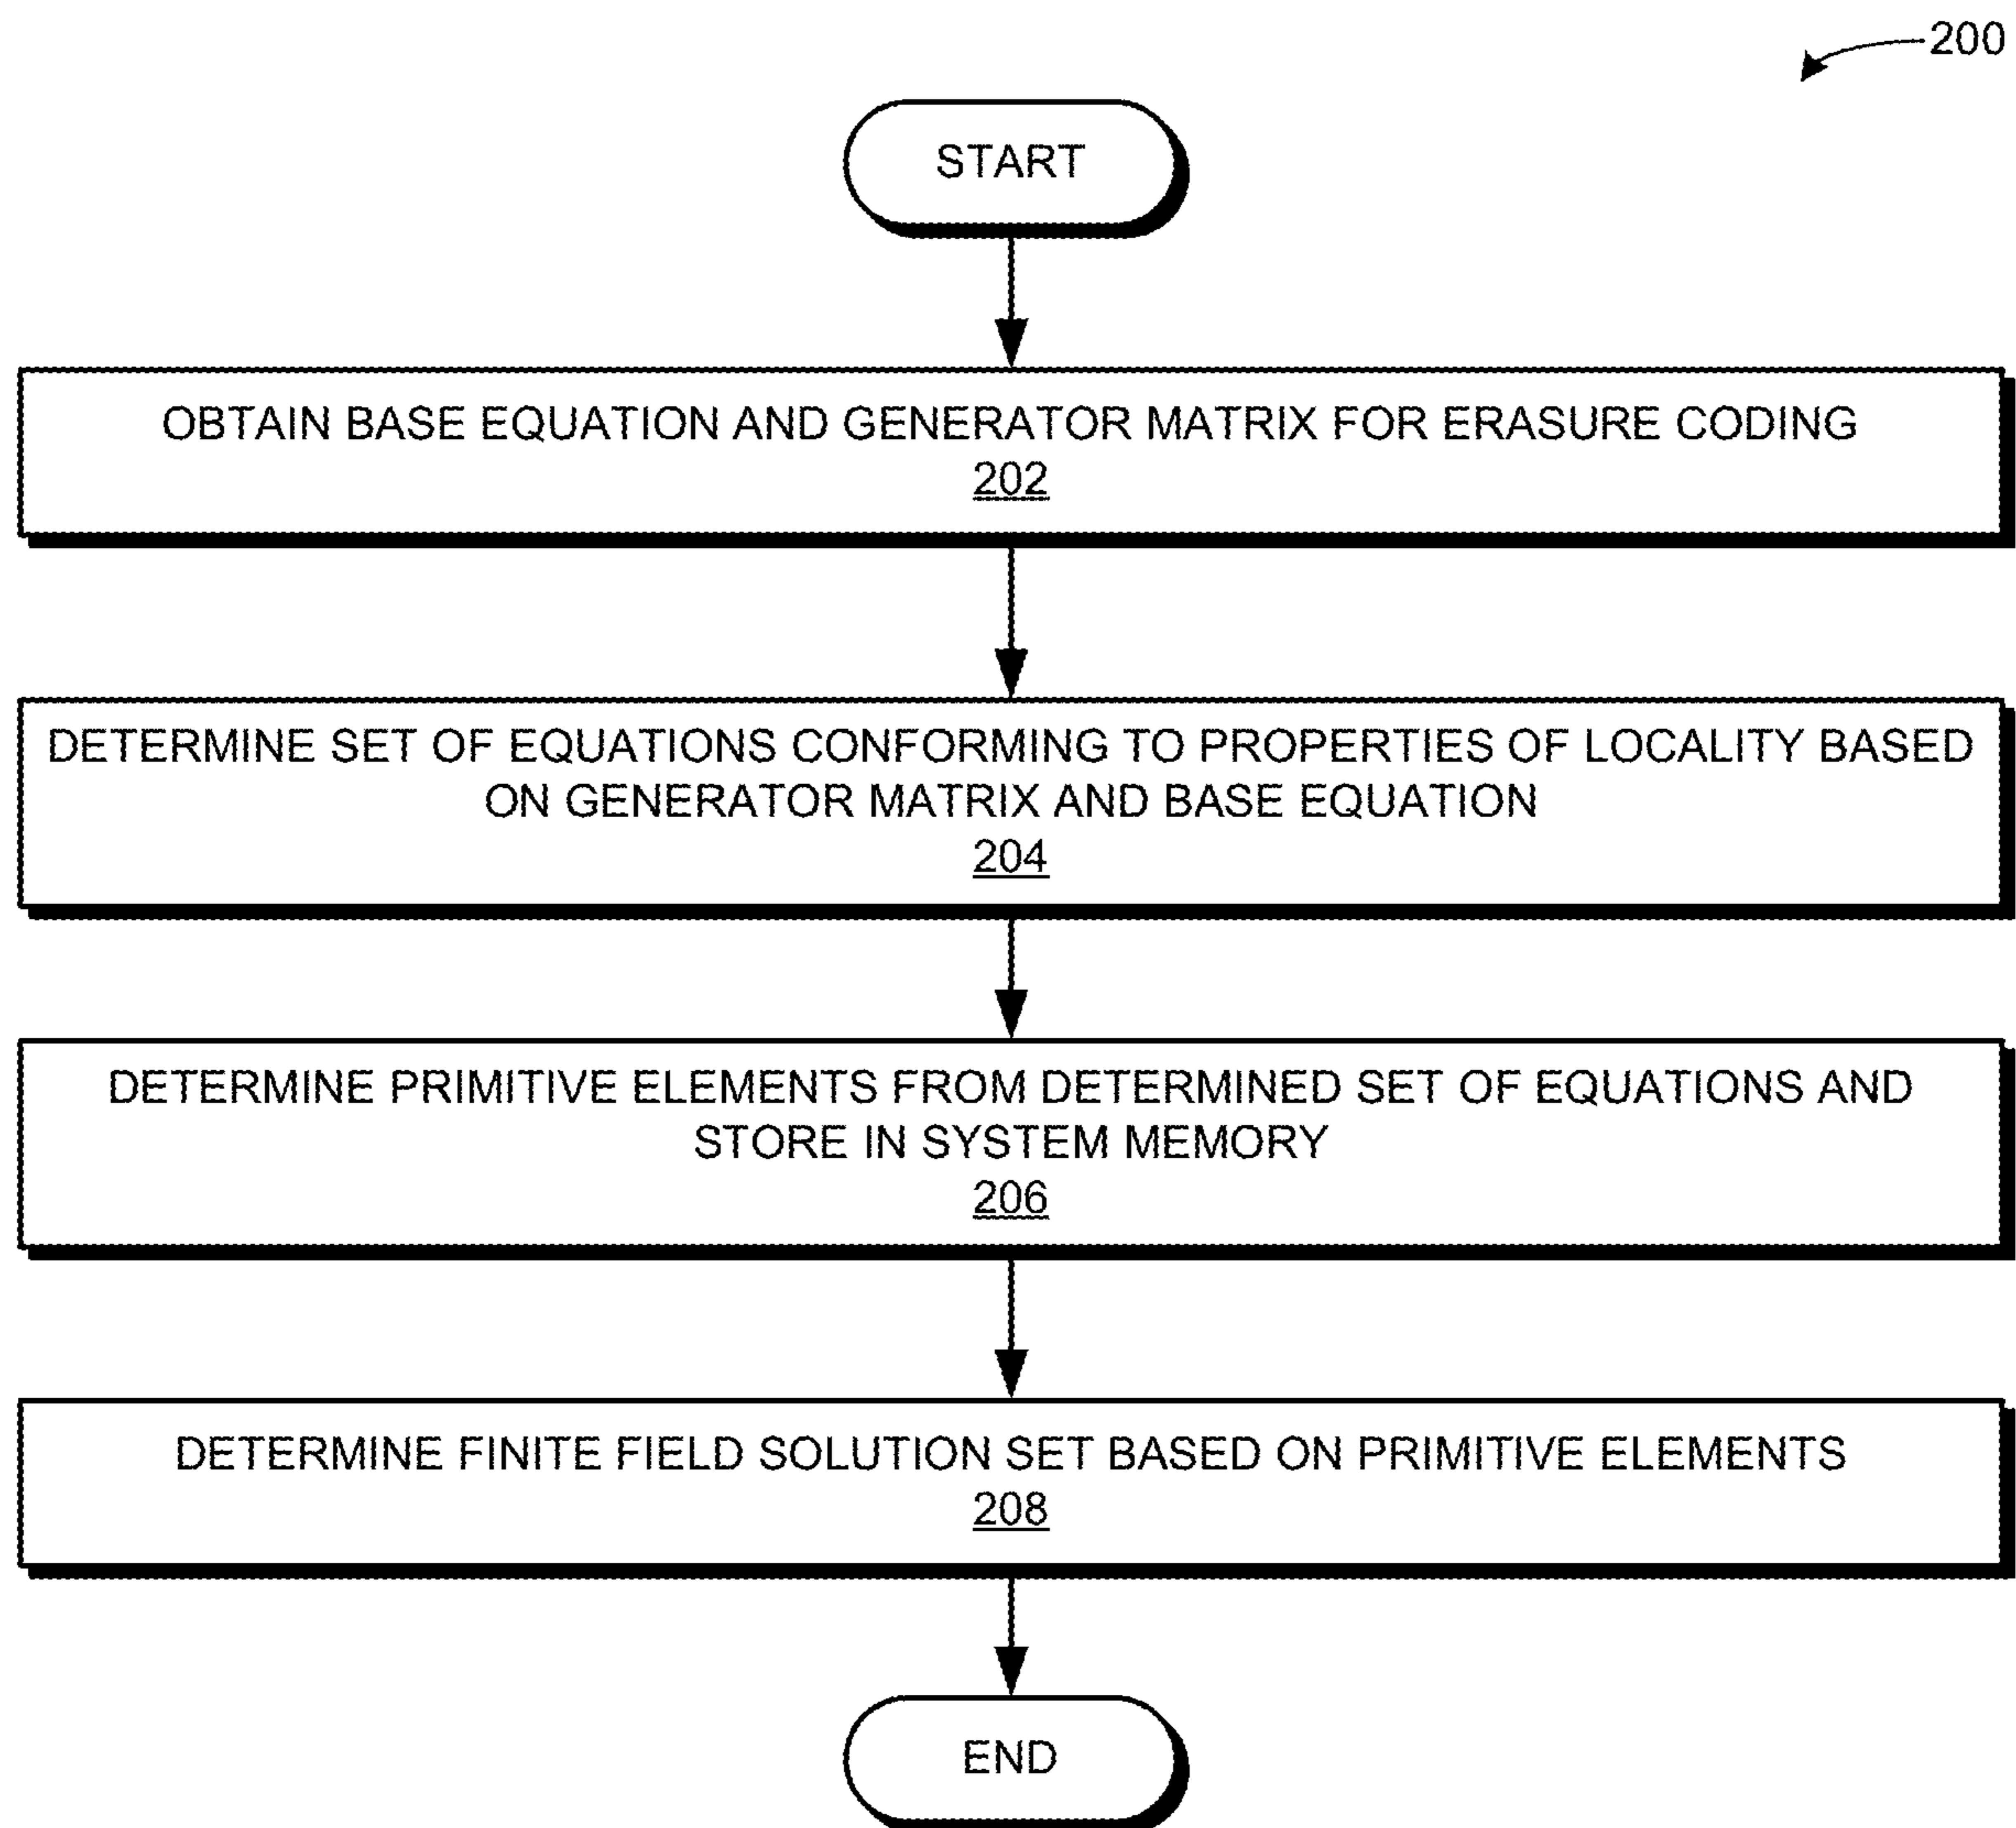 200
START
OBTAIN BASE EQUATION AND GENERATOR MATRIX FOR ERASURE CODING
202
DETERMINE SET OF EQUATIONS CONFORMING TO PROPERTIES OF LOCALITY BASED
ON GENERATOR MATRIX AND BASE EQUATION
204
DETERMINE PRIMITIVE ELEMENTS FROM DETERMINED SET OF EQUATIONS AND
STORE IN SYSTEM MEMORY
206
DETERMINE FINITE FIELD SOLUTION SET BASED ON PRIMITIVE ELEMENTS
208
END